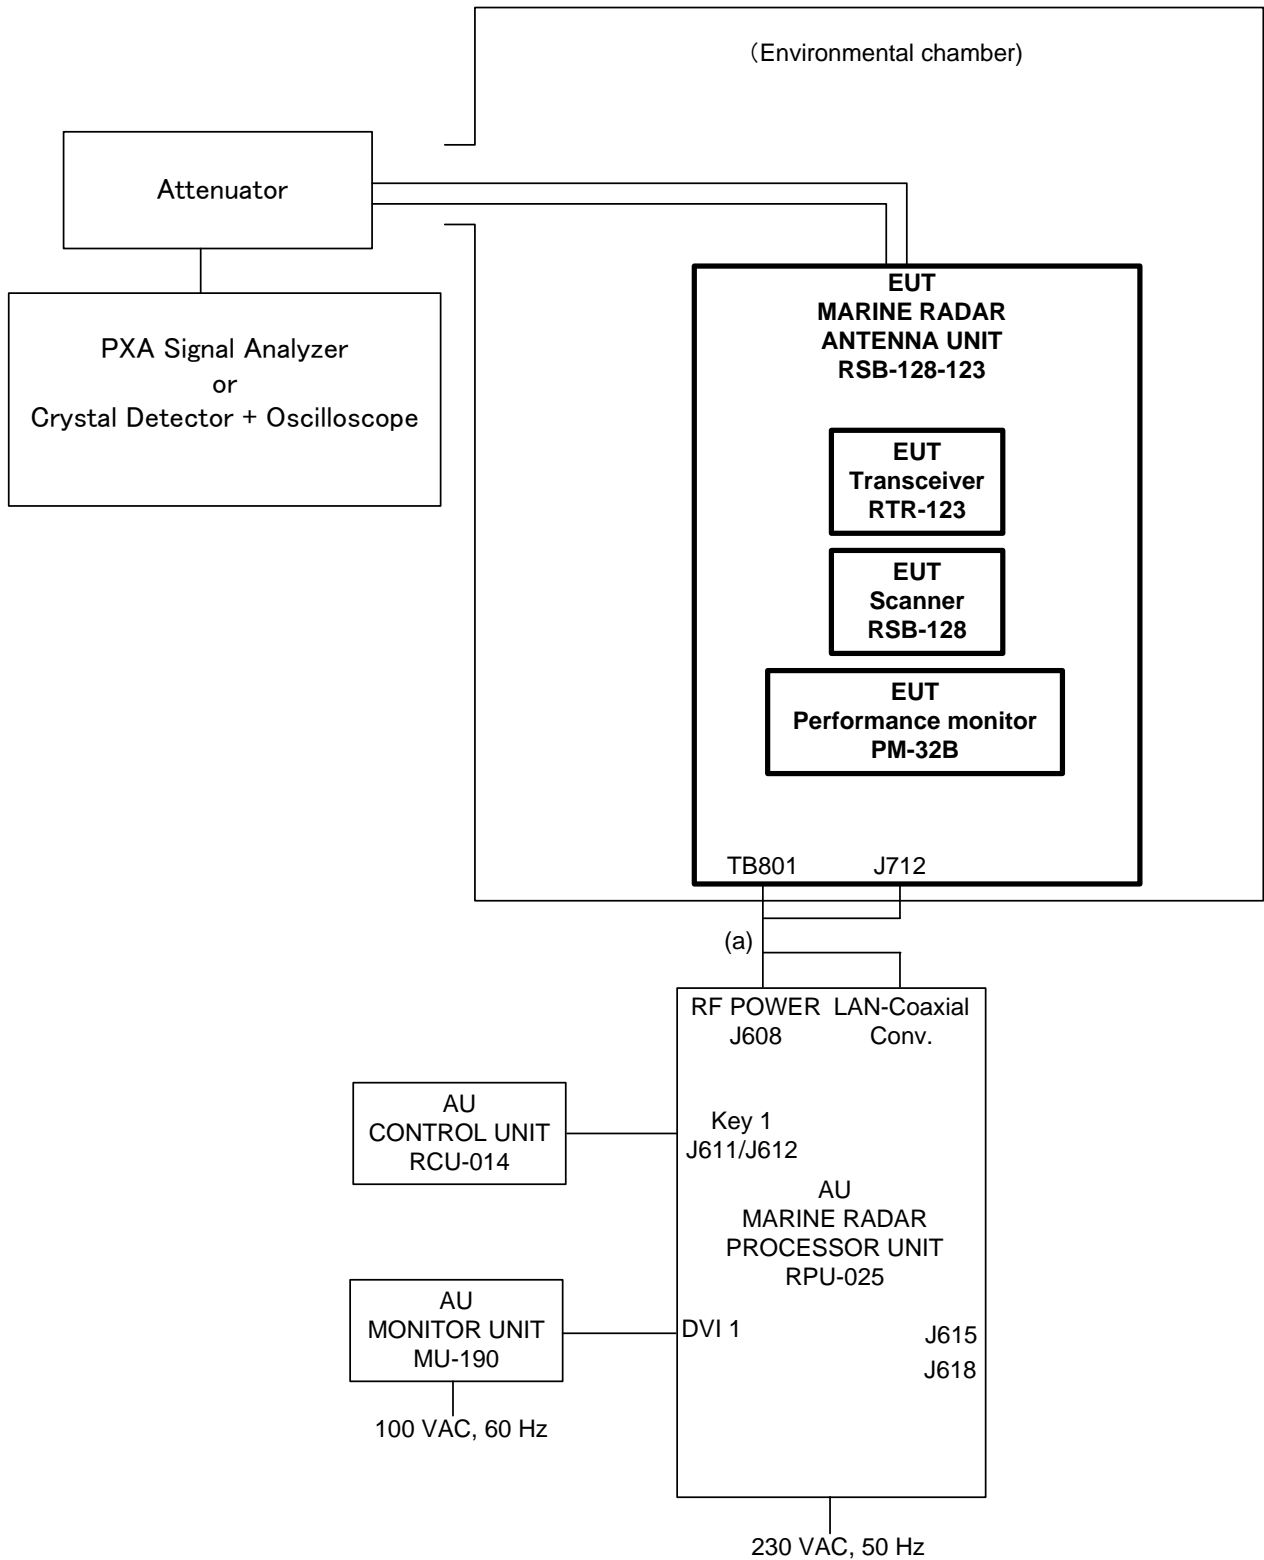 （Environmental chamber)
Attenuator
PXA Signal Analyzer
or
Crystal Detector + Oscilloscope
EUT
MARINE RADAR
ANTENNA UNIT
RSB-128-123
EUT
Transceiver
RTR-123
EUT
Scanner
RSB-128
EUT
Performance monitor
PM-32B
TB801
J712
(a)
RF POWER
J608
LAN-Coaxial
Conv.
AU
CONTROL UNIT
RCU-014
Key 1
J611/J612
AU
MARINE RADAR
PROCESSOR UNIT
RPU-025
AU
MONITOR UNIT
MU-190
DVI 1
J615
J618
100 VAC, 60 Hz
230 VAC, 50 Hz